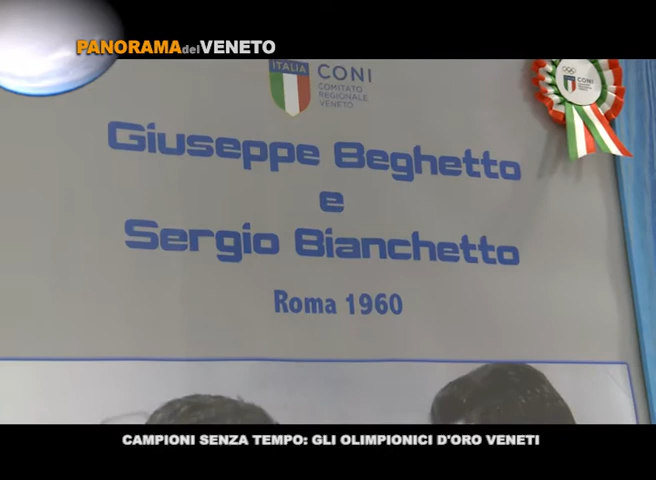 PANORAMAdelVENETO
ITALIA
CONI
COMITATO
REGIONALE
VENETO
CONI
Giuseppe Beghetto
e
Sergio Bianchetto
Roma 1960
CAMPIONI SENZA TEMPO: GLI OLIMPIONICI D'ORO VENETI